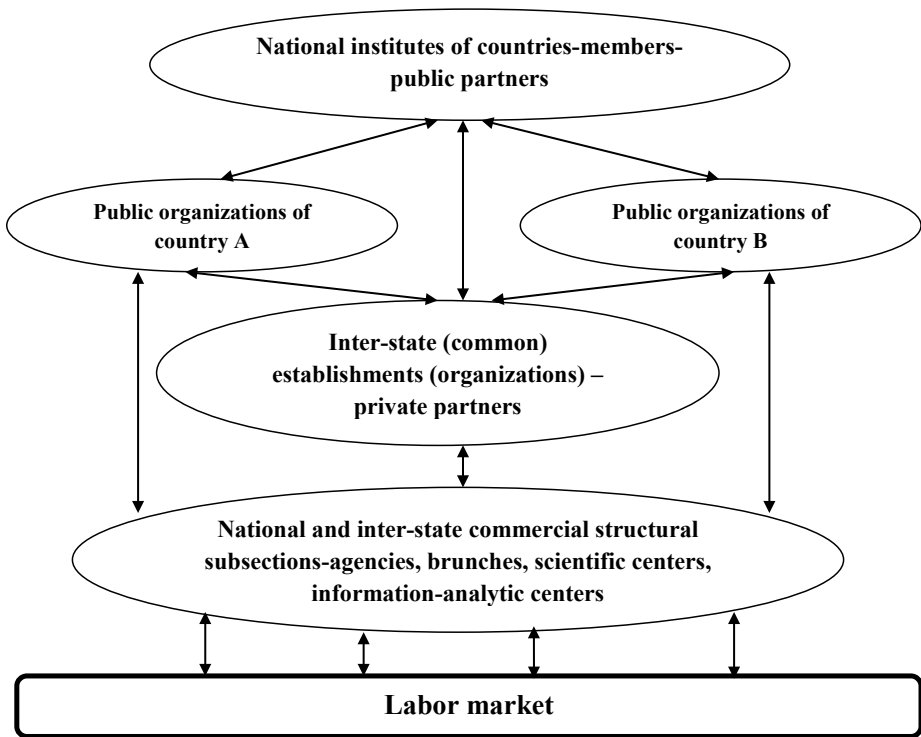 National institutes of countries-members-
public partners
Public organizations of
country A
Public organizations of
country B
Inter-state (common)
establishments (organizations) –
private partners
National and inter-state commercial structural
subsections-agencies, brunches, scientific centers,
information-analytic centers
Labor market